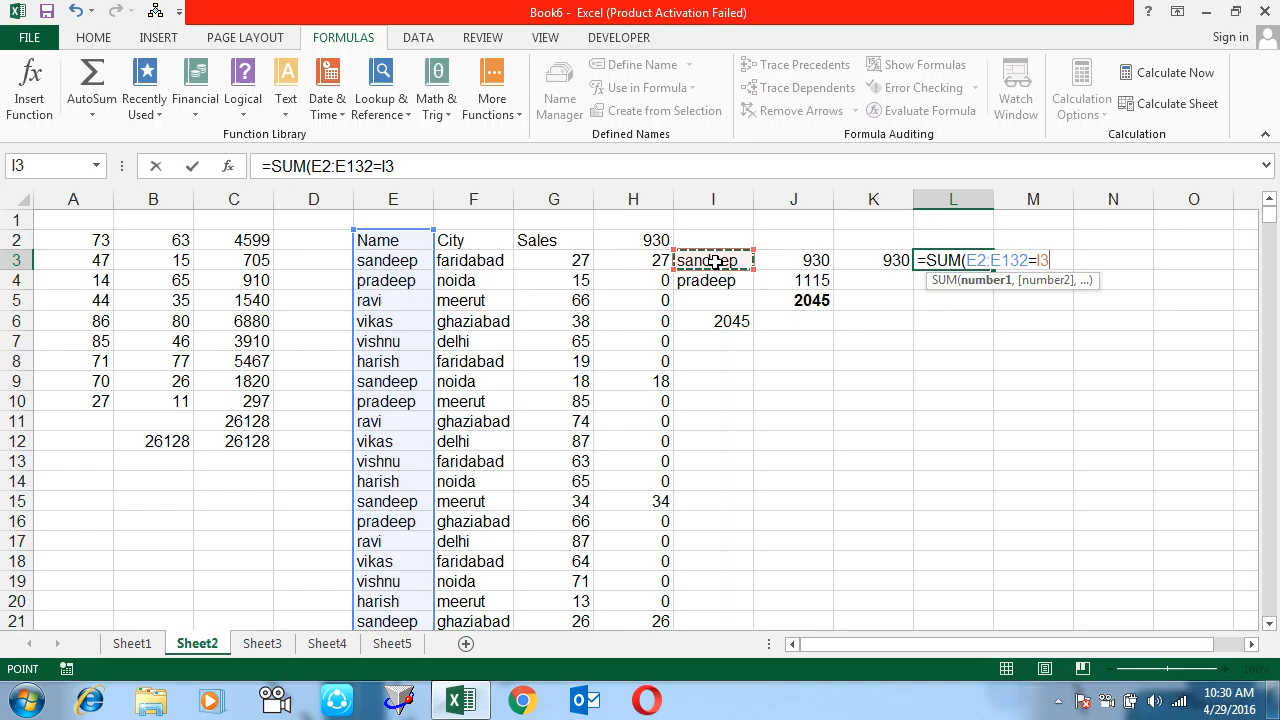 Book6 - Excel (Product Activation Failed)
FILE HOME INSERT PAGE LAYOUT FORMULAS DATA REVIEW VIEW DEVELOPER Sign in
Insert Function
AutoSum
Recently Used
Financial
Logical
Text
Date & Time
Lookup & Reference
Math & Trig
More Functions
Function Library
Name Manager
Define Name
Use in Formula
Create from Selection
Defined Names
Trace Precedents
Trace Dependents
Remove Arrows
Show Formulas
Error Checking
Evaluate Formula
Formula Auditing
Watch Window
Calculation Options
Calculate Now
Calculate Sheet
Calculation
I3 fx =SUM(E2:E132=I3
A B C D E F G H I J K L M N O
1
2 73 63 4599 Name City Sales 930
3 47 15 705 sandeep faridabad 27 27 sandeep 930 930 =SUM(E2:E132=I3
SUM(number1, [number2], ...)
4 14 65 910 pradeep noida 15 0 pradeep 1115
5 44 35 1540 ravi meerut 66 0 2045
6 86 80 6880 vikas ghaziabad 38 0 2045
7 85 46 3910 vishnu delhi 65 0
8 71 77 5467 harish faridabad 19 0
9 70 26 1820 sandeep noida 18 18
10 27 11 297 pradeep meerut 85 0
11 26128 ravi ghaziabad 74 0
12 26128 26128 vikas delhi 87 0
13 vishnu faridabad 63 0
14 harish noida 65 0
15 sandeep meerut 34 34
16 pradeep ghaziabad 66 0
17 ravi delhi 87 0
18 vikas faridabad 64 0
19 vishnu noida 71 0
20 harish meerut 13 0
21 sandeep ghaziabad 26 26
Sheet1 Sheet2 Sheet3 Sheet4 Sheet5
POINT 100%
10:30 AM
4/29/2016